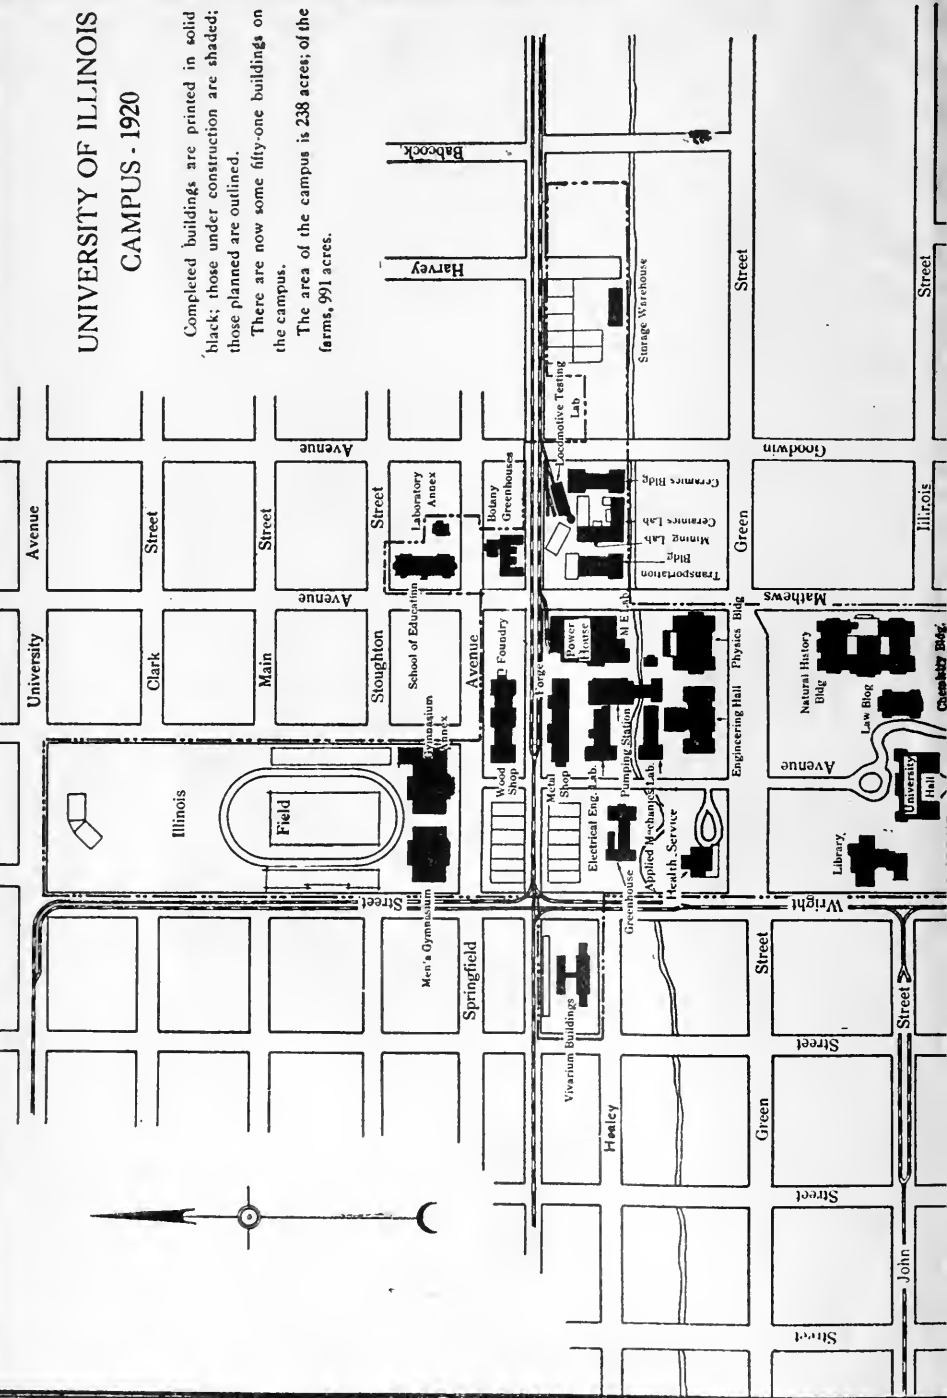 UNIVERSITY OF ILLINOIS
CAMPUS - 1920
Completed buildings are printed in solid
black; those under construction are shaded;
those planned are outlined.
There are now some fifty-one buildings on
the campus.
The area of the campus is 238 acres; of the
farms, 991 acres.
Babcock
Harvey
Avenue
Street
Street
Avenue
Street
Street
Street
Goodwin
Storage Warehouse
Locomotive Testing
Lab
Laboratory
Annex
Botany
Greenhouses
Ceramics Bldg
Ceramics Lab
Mining Lab
Transportation
Bldg
Green
Illinois
University
Clark
Main
Avenue
Stoughton
School of Education
Avenue
Mathews
Foundry
Forge
Power
House
M E Lab
Physics Bldg
Natural History
Bldg
Law Bldg
Chemistry Bldg.
Illinois
Field
Gymnasium
Annex
Wood
Shop
Metal
Shop
Electrical Eng. Lab.
Pumping Station
Applied Mechanics Lab.
Engineering Hall
Avenue
University
Hall
Library
Health Service
Greenhouse
Street
Men's Gymnasium
Wright
Springfield
Vivarium Buildings
Street
Street
Street
Healey
Green
Street
John
Street